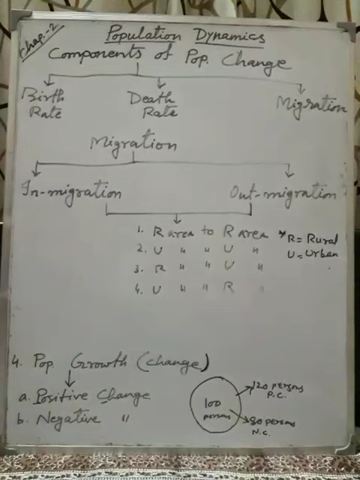 Chap.-2
Population Dynamics
Components of Pop. Change
Birth Rate
Death Rate
Migration
Migration
In-migration
Out-migration
1. R area to R area
2. U " " U "
3. R " " U "
4. U " " R "
* R = Rural
U = Urban
4. Pop. Growth (change)
a. Positive Change
b. Negative "
100 persons
120 persons
P.C.
80 persons
N.C.